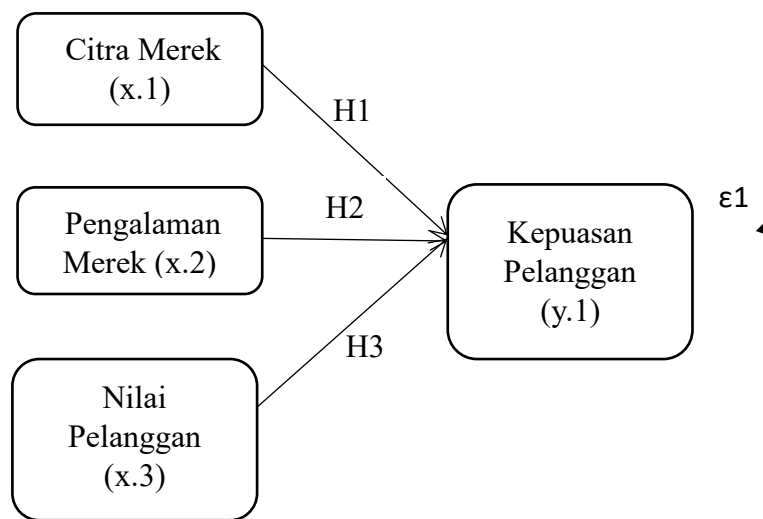 Citra Merek
(x.1)
H1
Pengalaman
Merek (x.2)
H2
Kepuasan
Pelanggan
(y.1)
ε1
H3
Nilai
Pelanggan
(x.3)